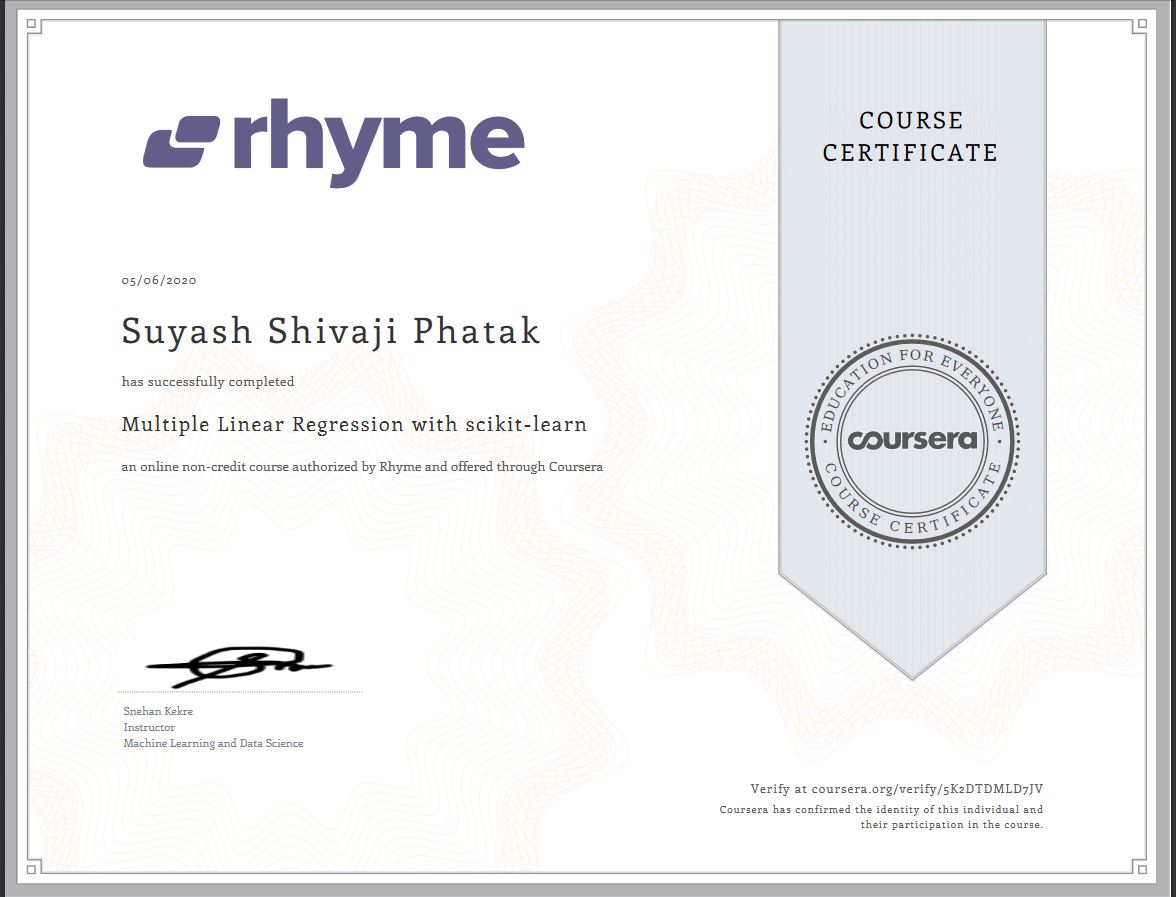 rhyme
COURSE
CERTIFICATE
05/06/2020
Suyash Shivaji Phatak
has successfully completed
Multiple Linear Regression with scikit-learn
an online non-credit course authorized by Rhyme and offered through Coursera
EDUCATION FOR EVERYONE
coursera
COURSE CERTIFICATE
Snehan Kekre
Instructor
Machine Learning and Data Science
Verify at coursera.org/verify/5K2DTDMLD7JV
Coursera has confirmed the identity of this individual and
their participation in the course.